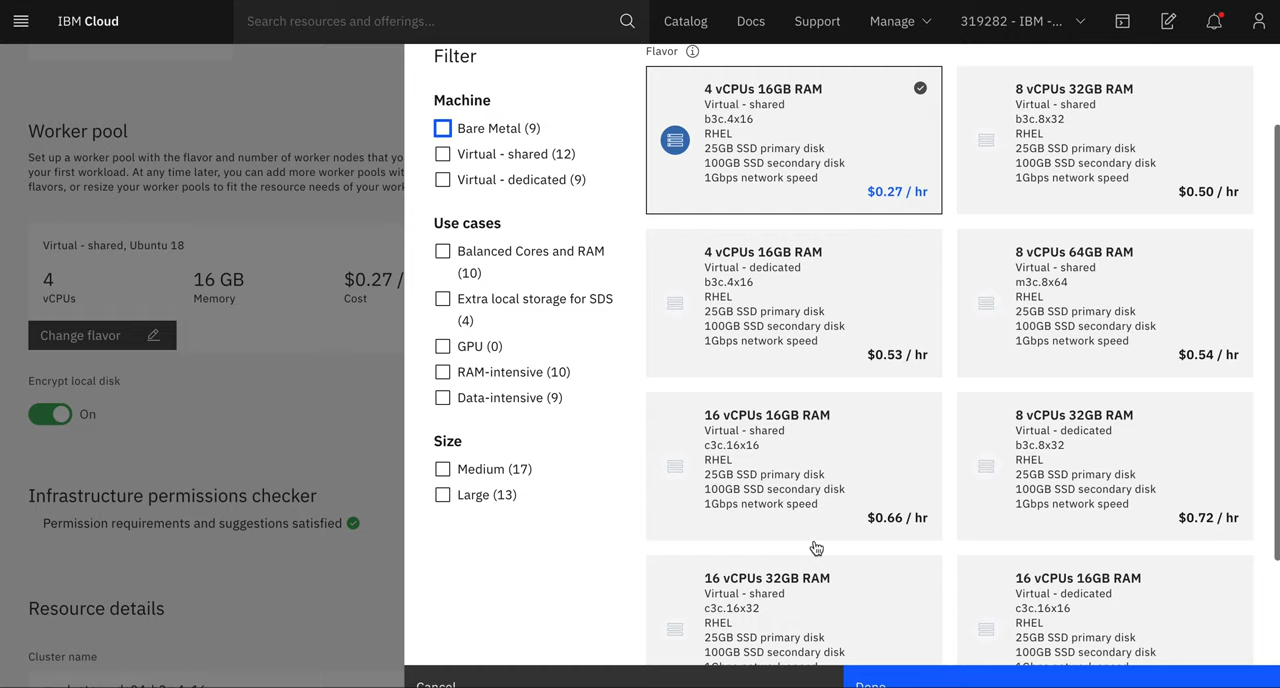 IBM Cloud
Search resources and offerings...
Catalog
Docs
Support
Manage
319282 - IBM -...
Worker pool
Set up a worker pool with the flavor and number of worker nodes that yo
your first workload. At any time later, you can add more worker pools wit
flavors, or resize your worker pools to fit the resource needs of your work
Virtual - shared, Ubuntu 18
4
vCPUs
16 GB
Memory
$0.27 /
Cost
Change flavor
Encrypt local disk
On
Infrastructure permissions checker
Permission requirements and suggestions satisfied
Resource details
Cluster name
Filter
Machine
Bare Metal (9)
Virtual - shared (12)
Virtual - dedicated (9)
Use cases
Balanced Cores and RAM
(10)
Extra local storage for SDS
(4)
GPU (0)
RAM-intensive (10)
Data-intensive (9)
Size
Medium (17)
Large (13)
Flavor
4 vCPUs 16GB RAM
Virtual - shared
b3c.4x16
RHEL
25GB SSD primary disk
100GB SSD secondary disk
1Gbps network speed
$0.27 / hr
8 vCPUs 32GB RAM
Virtual - shared
b3c.8x32
RHEL
25GB SSD primary disk
100GB SSD secondary disk
1Gbps network speed
$0.50 / hr
4 vCPUs 16GB RAM
Virtual - dedicated
b3c.4x16
RHEL
25GB SSD primary disk
100GB SSD secondary disk
1Gbps network speed
$0.53 / hr
8 vCPUs 64GB RAM
Virtual - shared
m3c.8x64
RHEL
25GB SSD primary disk
100GB SSD secondary disk
1Gbps network speed
$0.54 / hr
16 vCPUs 16GB RAM
Virtual - shared
c3c.16x16
RHEL
25GB SSD primary disk
100GB SSD secondary disk
1Gbps network speed
$0.66 / hr
8 vCPUs 32GB RAM
Virtual - dedicated
b3c.8x32
RHEL
25GB SSD primary disk
100GB SSD secondary disk
1Gbps network speed
$0.72 / hr
16 vCPUs 32GB RAM
Virtual - shared
c3c.16x32
RHEL
25GB SSD primary disk
100GB SSD secondary disk
1Gbps network speed
16 vCPUs 16GB RAM
Virtual - dedicated
c3c.16x16
RHEL
25GB SSD primary disk
100GB SSD secondary disk
1Gbps network speed
Cancel
Done